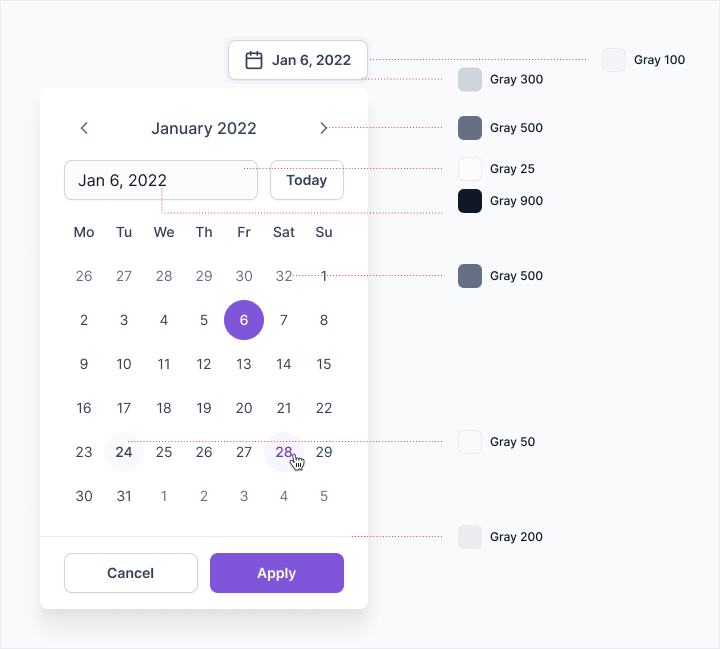 Jan 6, 2022
Gray 100
Gray 300
January 2022
Gray 500
Jan 6, 2022
Today
Gray 25
Gray 900
Mo Tu We Th Fr Sat Su
26 27 28 29 30 32 1
Gray 500
2 3 4 5 6 7 8
9 10 11 12 13 14 15
16 17 18 19 20 21 22
Gray 50
23 24 25 26 27 28 29
30 31 1 2 3 4 5
Gray 200
Cancel
Apply